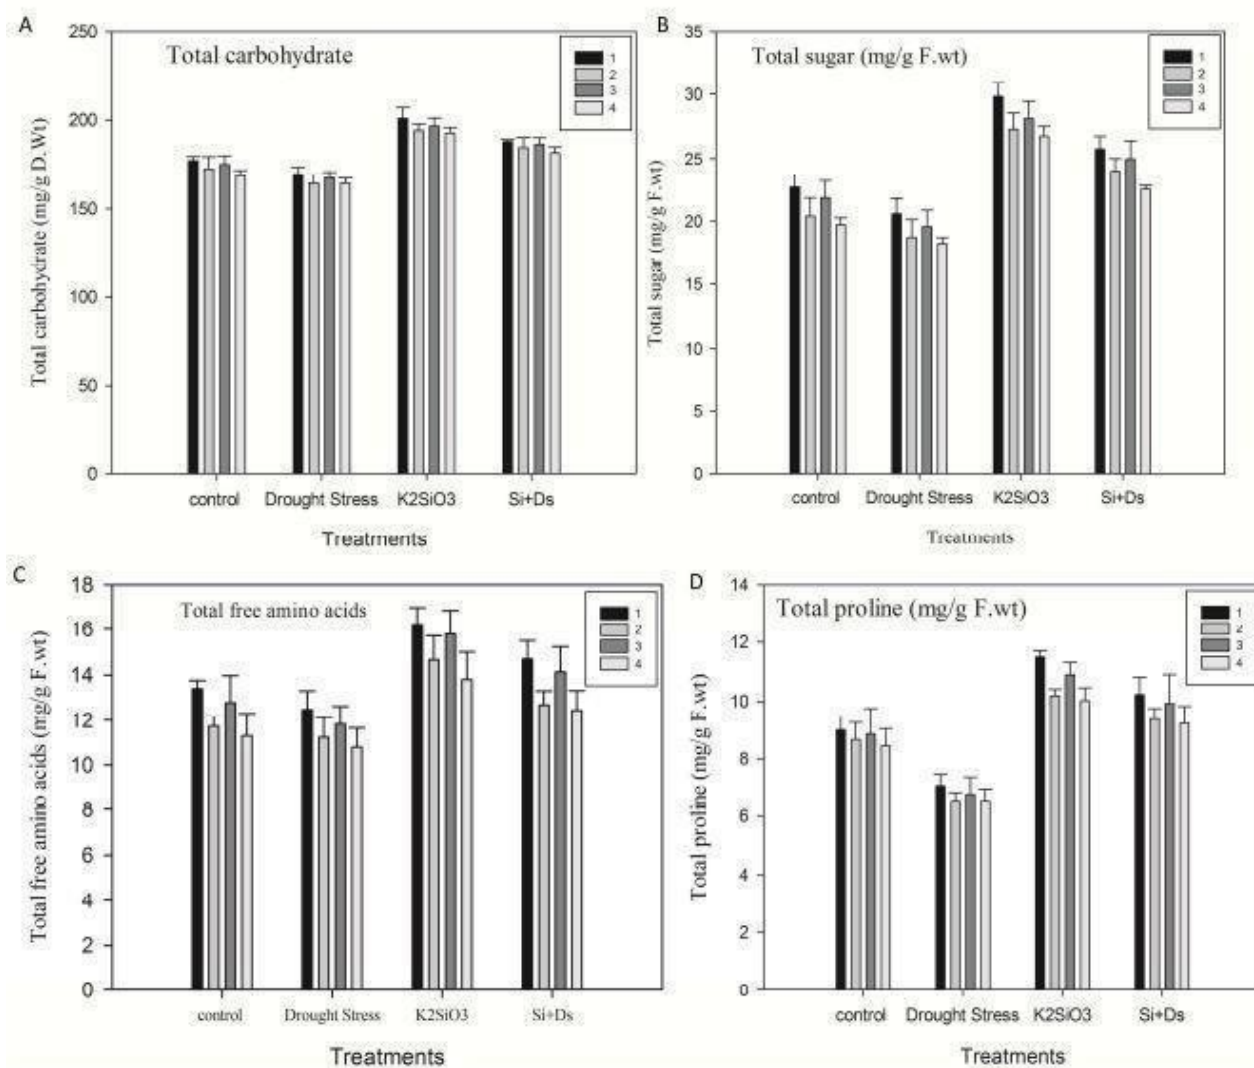 A
Total carbohydrate
1
2
3
4
Total carbohydrate (mg/g D.Wt)
250
200
150
100
50
0
control Drought Stress K2SiO3 Si+Ds
Treatments
B
Total sugar (mg/g F.wt)
1
2
3
4
Total sugar (mg/g F.wt)
35
30
25
20
15
10
5
0
control Drought Stress K2SiO3 Si+Ds
Treatments
C
Total free amino acids
1
2
3
4
Total free amino acids (mg/g F.wt)
18
16
14
12
10
8
6
4
2
0
control Drought Stress K2SiO3 Si+Ds
Treatments
D
Total proline (mg/g F.wt)
1
2
3
4
Total proline (mg/g F.wt)
14
12
10
8
6
4
2
0
control Drought Stress K2SiO3 Si+Ds
Treatments